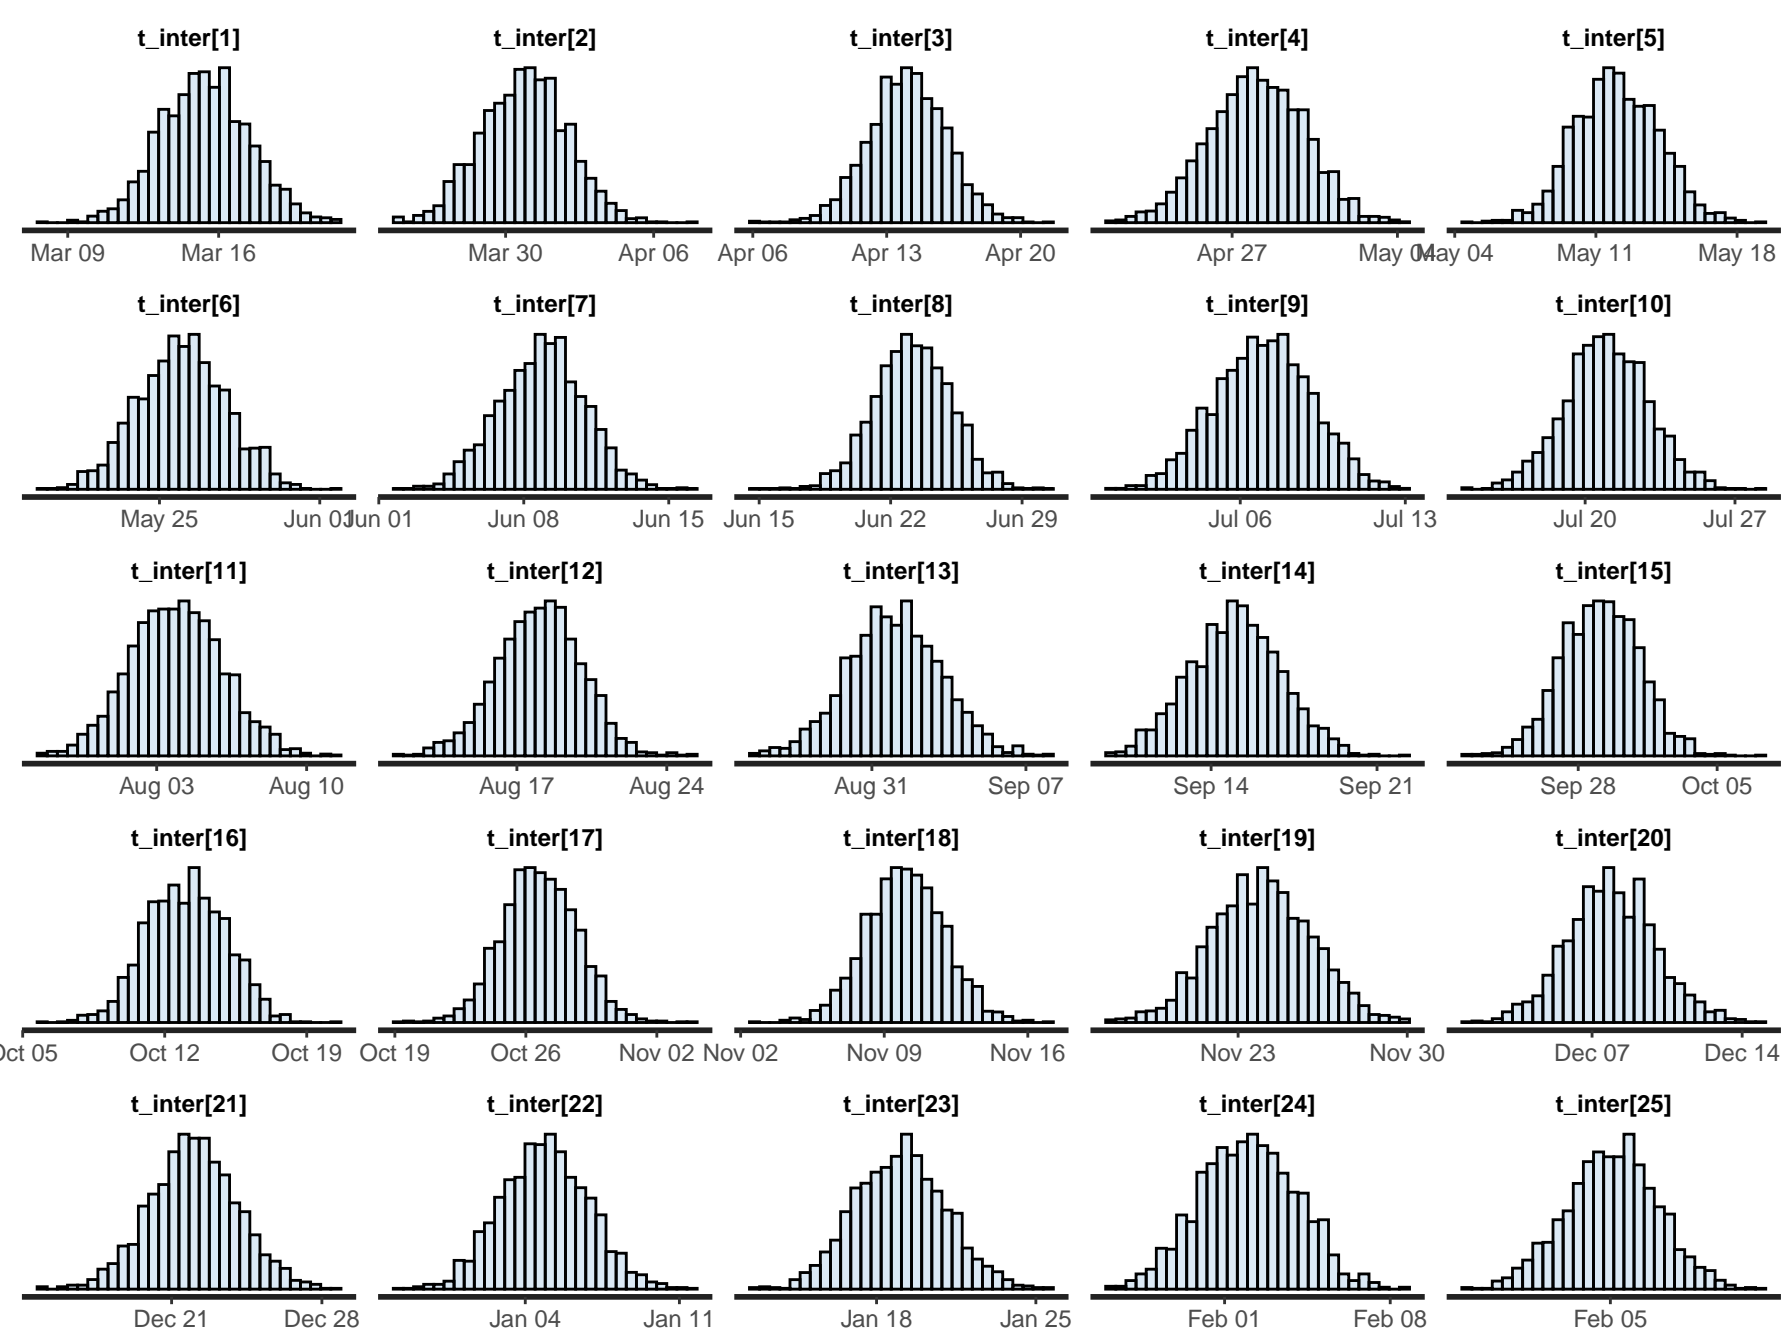 t_inter[1] t_inter[2] t_inter[3] t_inter[4] t_inter[5]
Mar 09 Mar 16 Mar 30 Apr 06 Apr 06 Apr 13 Apr 20 Apr 27 May 04 May 04 May 11 May 18
t_inter[6] t_inter[7] t_inter[8] t_inter[9] t_inter[10]
May 25 Jun 01 Jun 01 Jun 08 Jun 15 Jun 15 Jun 22 Jun 29 Jul 06 Jul 13 Jul 20 Jul 27
t_inter[11] t_inter[12] t_inter[13] t_inter[14] t_inter[15]
Aug 03 Aug 10 Aug 17 Aug 24 Aug 31 Sep 07 Sep 14 Sep 21 Sep 28 Oct 05
t_inter[16] t_inter[17] t_inter[18] t_inter[19] t_inter[20]
Oct 05 Oct 12 Oct 19 Oct 19 Oct 26 Nov 02 Nov 02 Nov 09 Nov 16 Nov 23 Nov 30 Dec 07 Dec 14
t_inter[21] t_inter[22] t_inter[23] t_inter[24] t_inter[25]
Dec 21 Dec 28 Jan 04 Jan 11 Jan 18 Jan 25 Feb 01 Feb 08 Feb 05